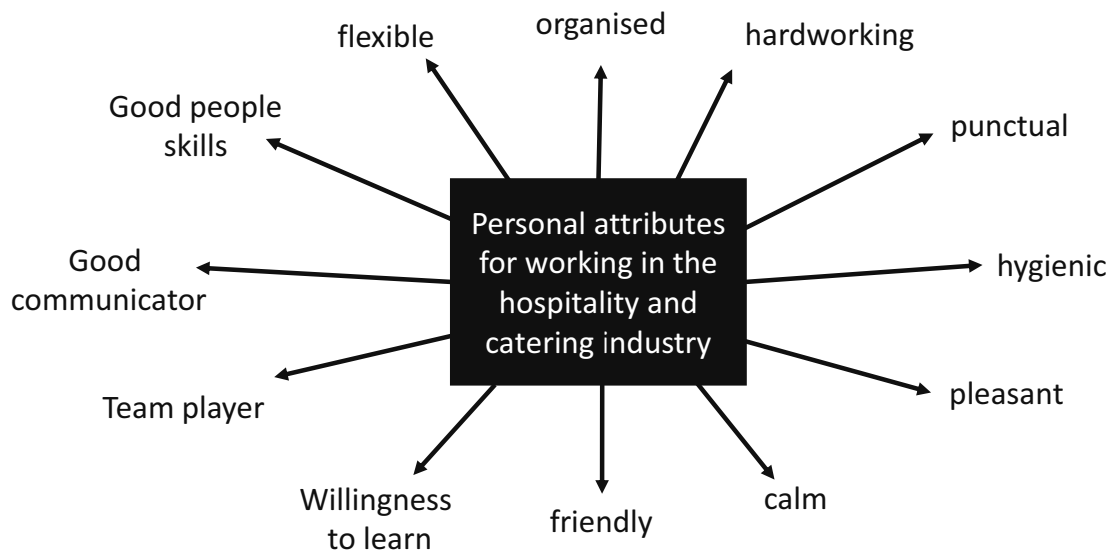 flexible
organised
hardworking
Good people
skills
punctual
Personal attributes
for working in the
hospitality and
catering industry
Good
communicator
hygienic
Team player
pleasant
Willingness
to learn
friendly
calm